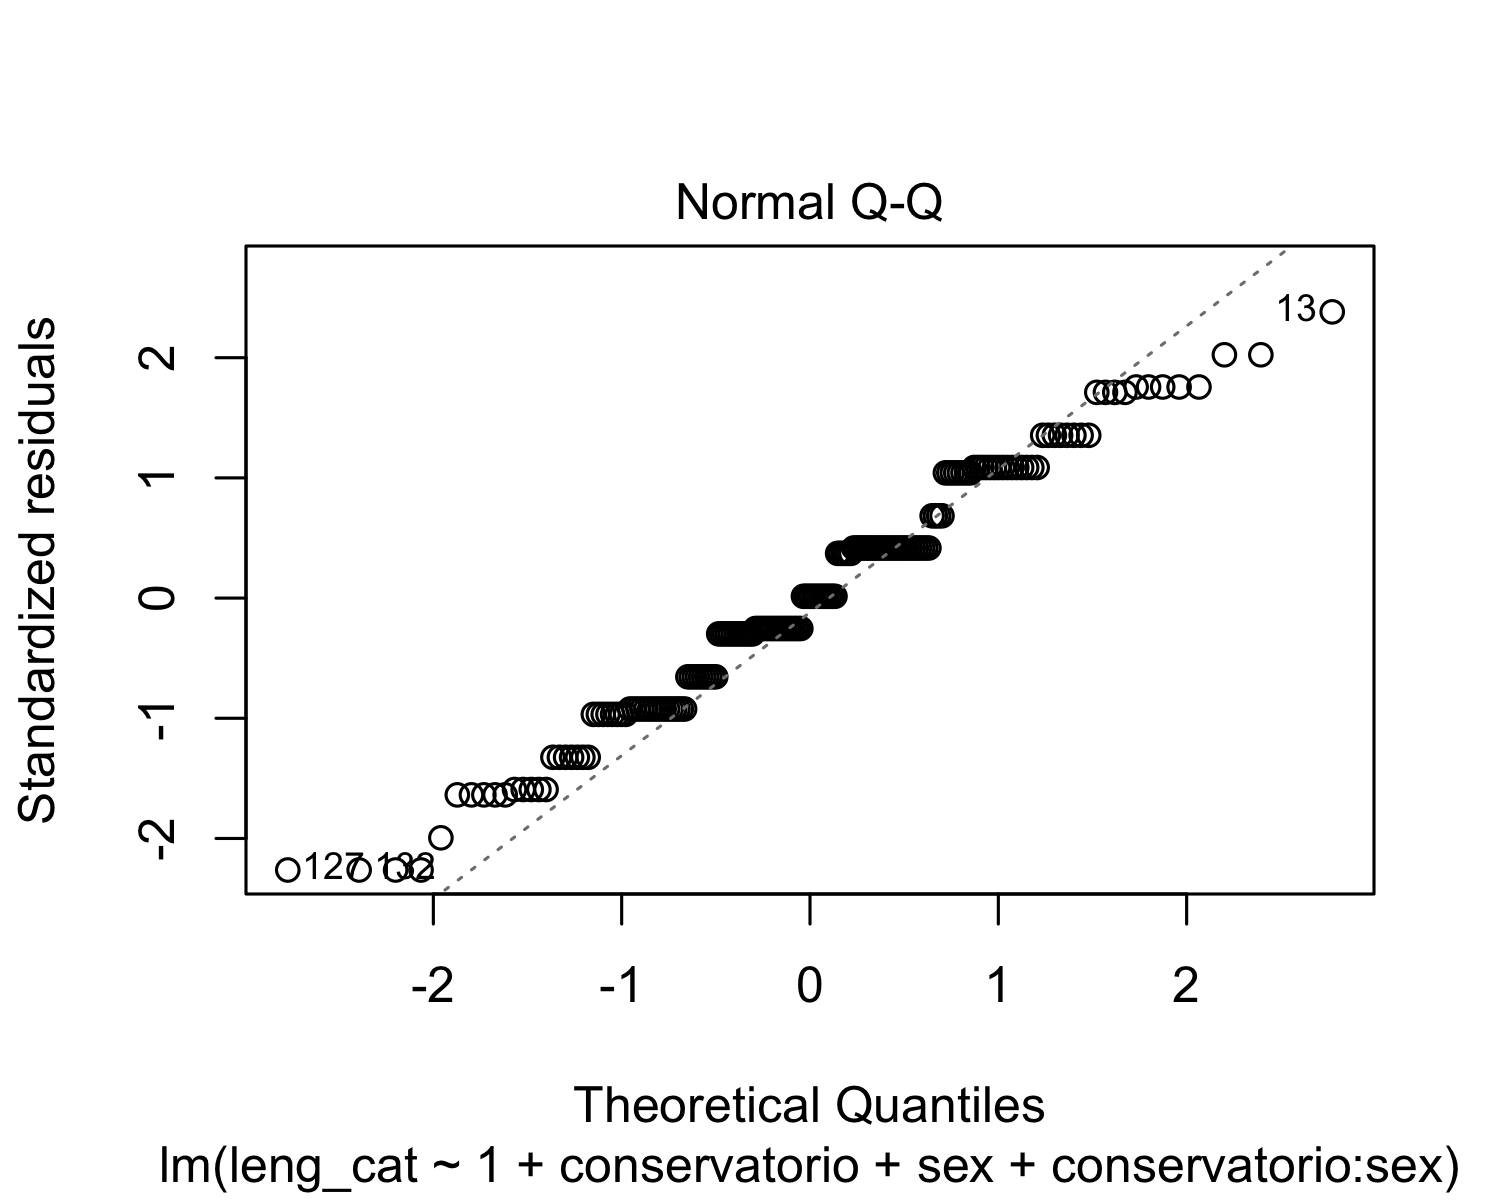 Normal Q-Q
Standardized residuals
2
1
0
-1
-2
13
127
132
-2 -1 0 1 2
Theoretical Quantiles
lm(leng_cat ~ 1 + conservatorio + sex + conservatorio:sex)